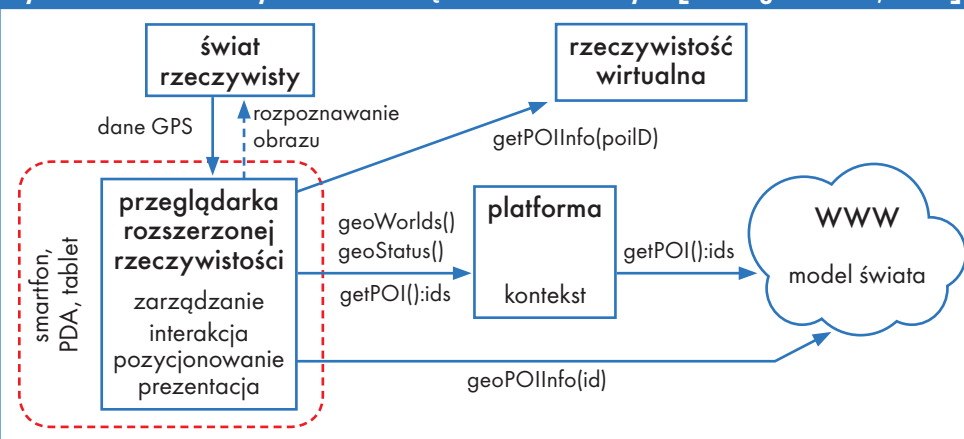 świat
rzeczywisty
rzeczywistość
wirtualna
dane GPS
rozpoznawanie
obrazu
getPOIInfo(poiID)
smartfon,
PDA, tablet
przeglądarka
rozszerzonej
rzeczywistości
zarządzanie
interakcja
pozycjonowanie
prezentacja
geoWorlds()
geoStatus()
getPOI():ids
platforma
kontekst
getPOI():ids
WWW
model świata
geoPOIInfo(id)